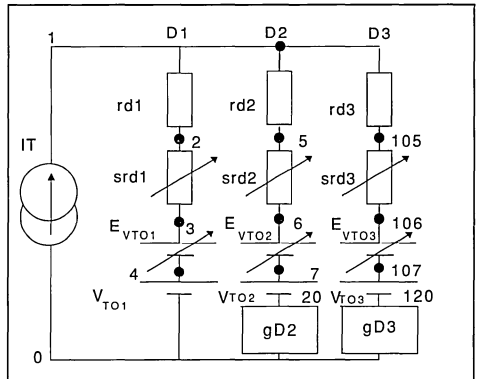 1 D1 D2 D3
rd1 rd2 rd3
IT
2 5 105
srd1 srd2 srd3
3 6 106
EVTO1 EVTO2 EVTO3
4 7 107
VTO1 VTO2 20 VTO3 120
gD2 gD3
0